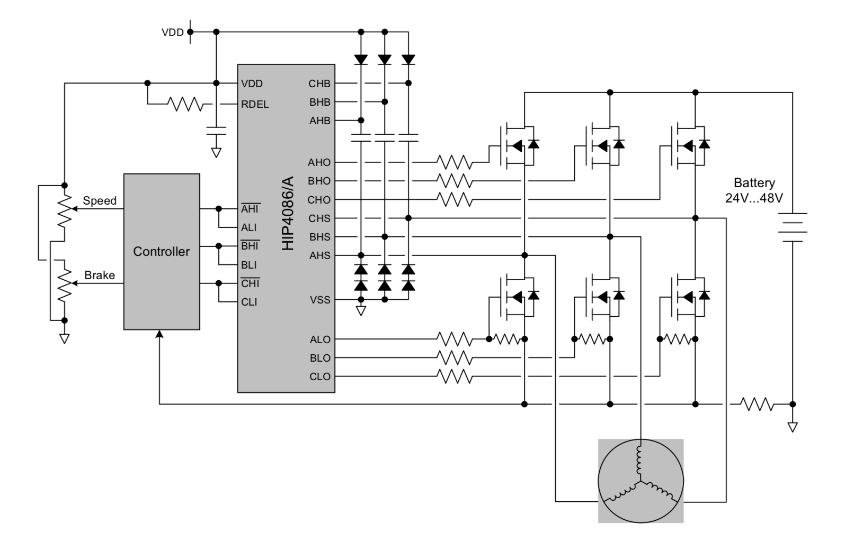 VDD
VDD
RDEL
CHB
BHB
AHB
AHO
BHO
CHO
CHS
BHS
AHS
VSS
ALO
BLO
CLO
HIP4086/A
AHI
ALI
BHI
BLI
CHI
CLI
Speed
Brake
Controller
Battery
24V...48V